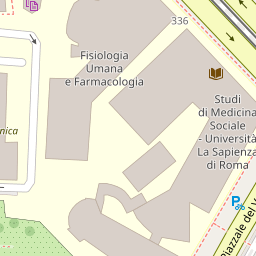 336
Fisiologia
Umana
e Farmacologia
Studi
di Medicina
Sociale
- Università
La Sapienza
di Roma
nica
P
Piazzale del V